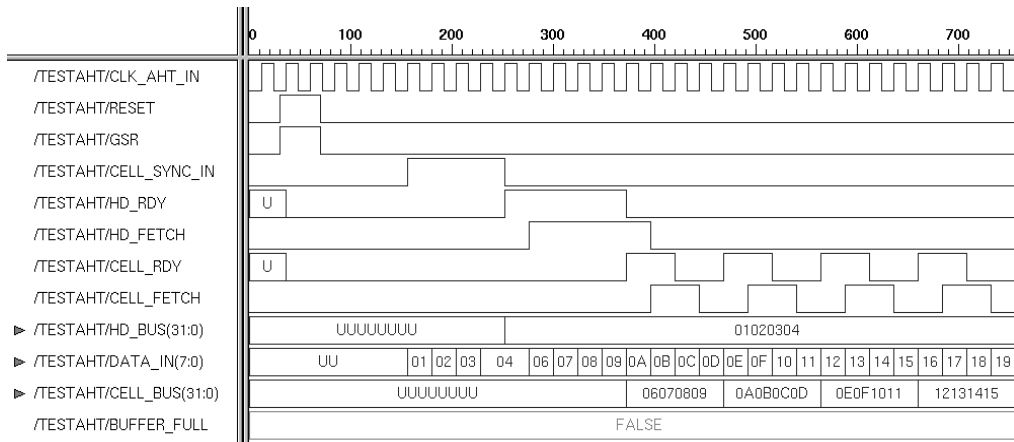 0 100 200 300 400 500 600 700
/TESTAHT/CLK_AHT_IN
/TESTAHT/RESET
/TESTAHT/GSR
/TESTAHT/CELL_SYNC_IN
/TESTAHT/HD_RDY U
/TESTAHT/HD_FETCH
/TESTAHT/CELL_RDY U
/TESTAHT/CELL_FETCH
/TESTAHT/HD_BUS(31:0) UUUUUUUU 01020304
/TESTAHT/DATA_IN(7:0) UU 01 02 03 04 06 07 08 09 0A 0B 0C 0D 0E 0F 10 11 12 13 14 15 16 17 18 19
/TESTAHT/CELL_BUS(31:0) UUUUUUUU 06070809 0A0B0C0D 0E0F1011 12131415
/TESTAHT/BUFFER_FULL FALSE